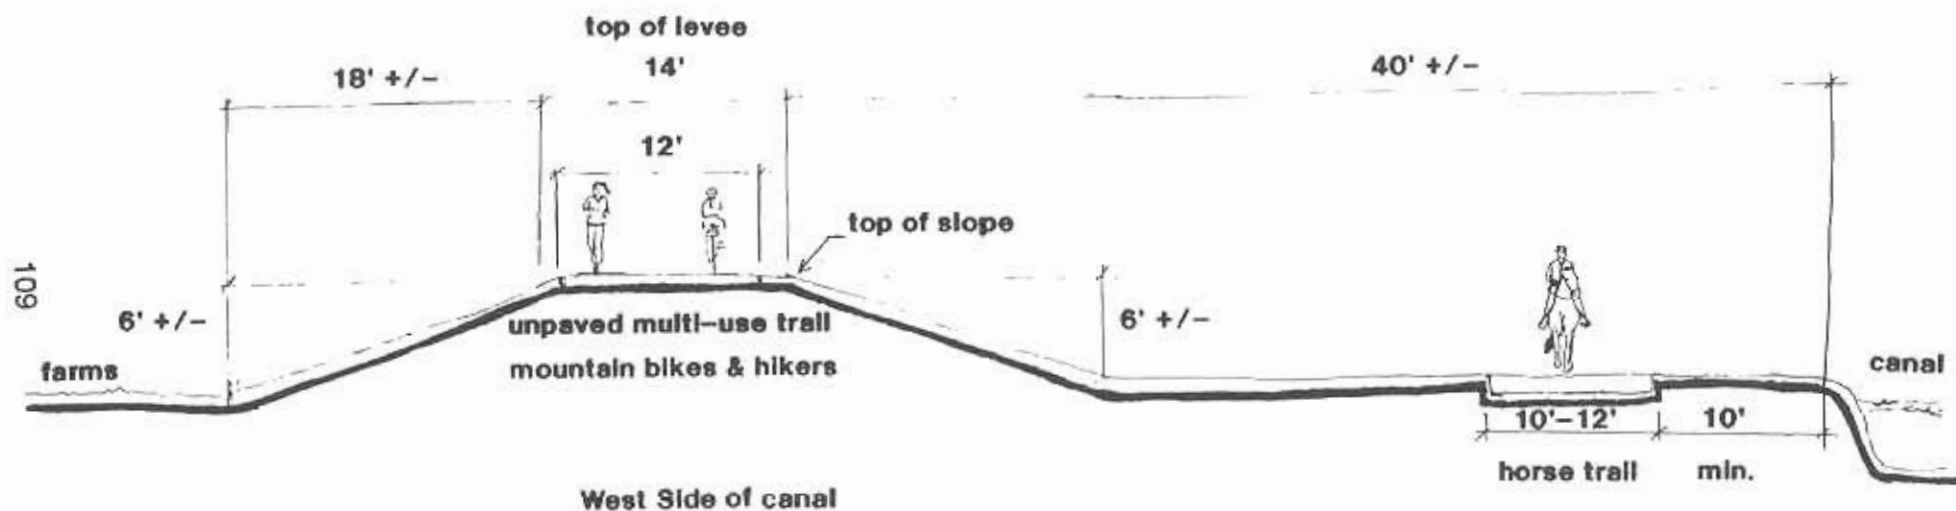 top of levee
18' +/-
14'
40' +/-
12'
top of slope
109
6' +/-
6' +/-
unpaved multi-use trail
mountain bikes & hikers
farms
canal
10'-12'
10'
horse trail
min.
West Side of canal